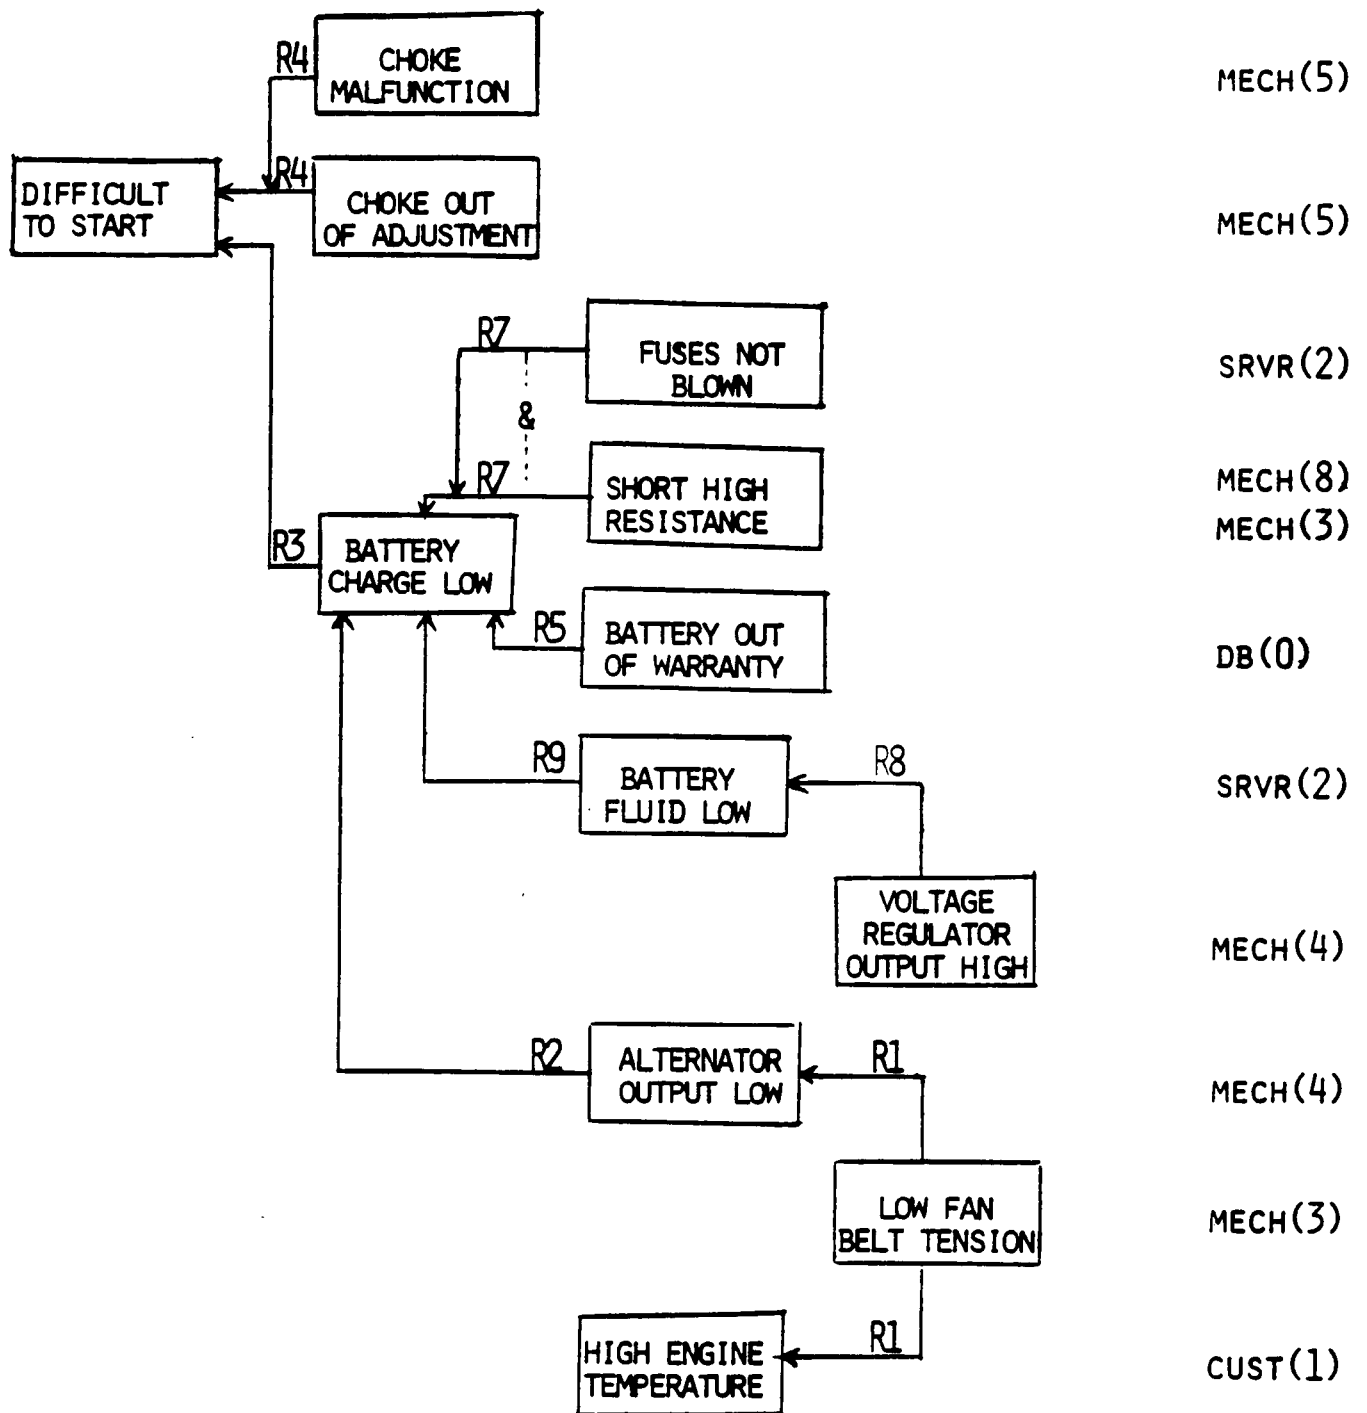 R4
CHOKE
MALFUNCTION
MECH(5)
DIFFICULT
TO START
R4
CHOKE OUT
OF ADJUSTMENT
MECH(5)
R7
FUSES NOT
BLOWN
SRVR(2)
&
R7
SHORT HIGH
RESISTANCE
MECH(8)
MECH(3)
R3
BATTERY
CHARGE LOW
R5
BATTERY OUT
OF WARRANTY
DB(0)
R9
BATTERY
FLUID LOW
R8
SRVR(2)
VOLTAGE
REGULATOR
OUTPUT HIGH
MECH(4)
R2
ALTERNATOR
OUTPUT LOW
R1
MECH(4)
LOW FAN
BELT TENSION
MECH(3)
HIGH ENGINE
TEMPERATURE
R1
CUST(1)